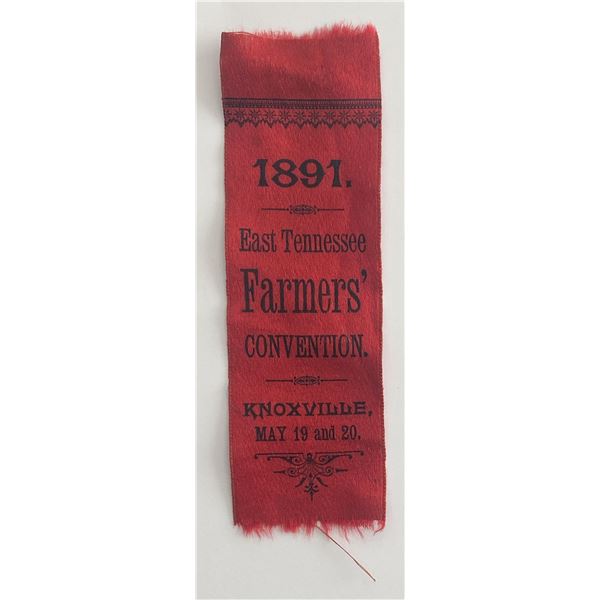 1891.
East Tennessee
Farmers'
CONVENTION.
KNOXVILLE,
MAY 19 and 20.